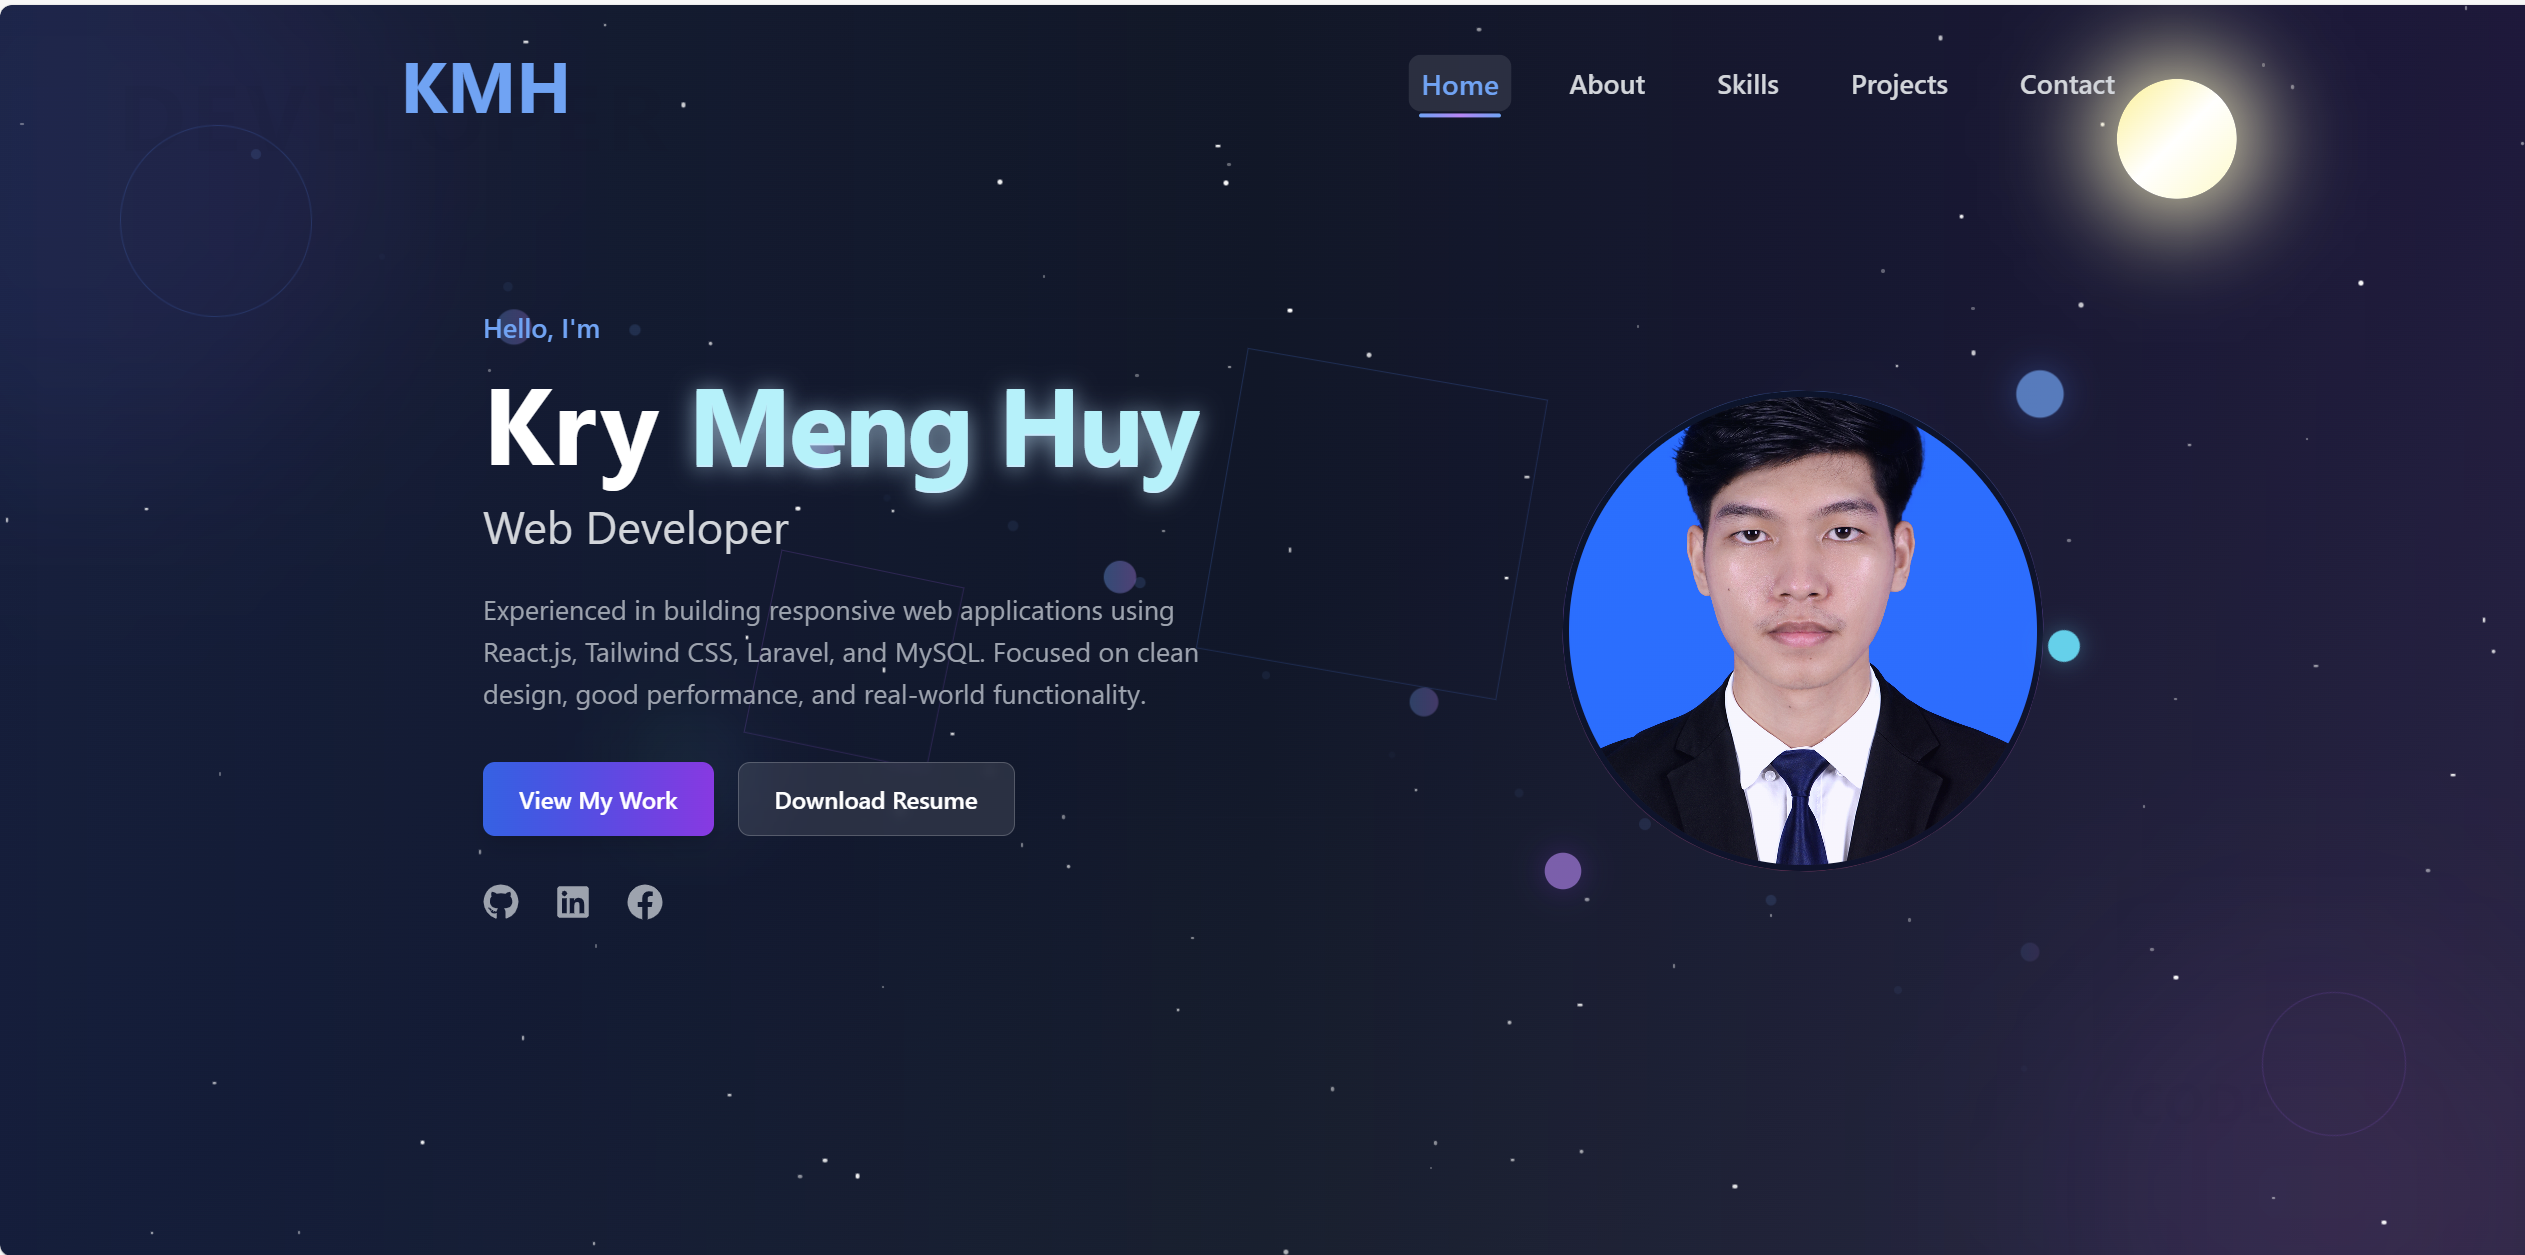 KMH
Home
About
Skills
Projects
Contact
Hello, I'm
Kry Meng Huy
Web Developer
Experienced in building responsive web applications using
React.js, Tailwind CSS, Laravel, and MySQL. Focused on clean
design, good performance, and real-world functionality.
View My Work
Download Resume